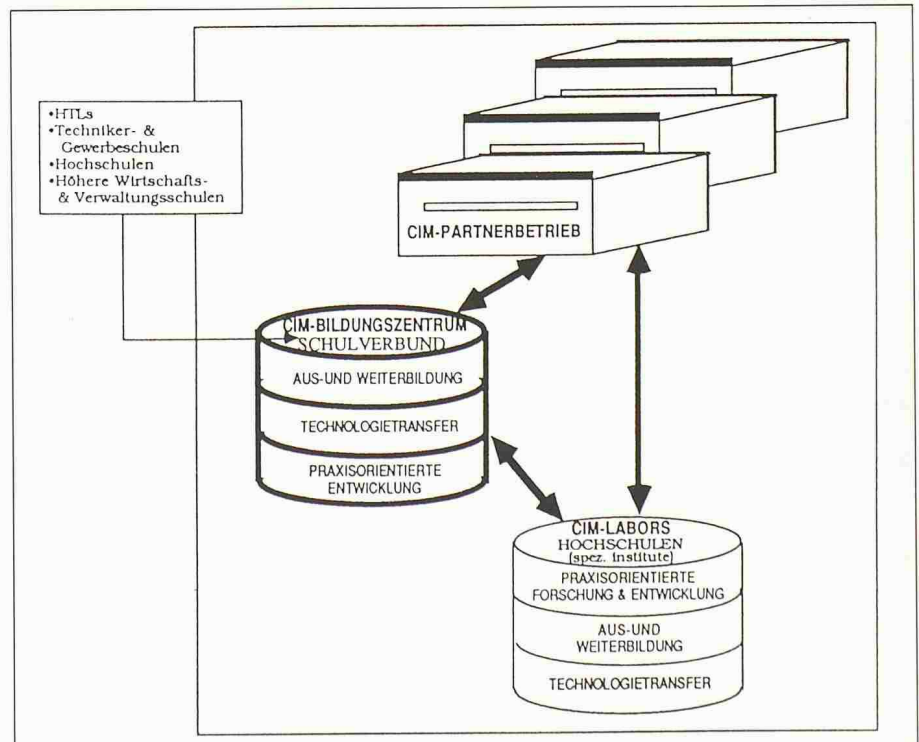 •HTLs
•Techniker- &
Gewerbeschulen
•Hochschulen
•Höhere Wirtschafts-
& Verwaltungsschulen
CIM-PARTNERBETRIEB
CIM-BILDUNGSZENTRUM
SCHULVERBUND
AUS-UND WEITERBILDUNG
TECHNOLOGIETRANSFER
PRAXISORIENTIERTE
ENTWICKLUNG
CIM-LABORS
HOCHSCHULEN
(spez. institute)
PRAXISORIENTIERTE
FORSCHUNG & ENTWICKLUNG
AUS-UND
WEITERBILDUNG
TECHNOLOGIETRANSFER